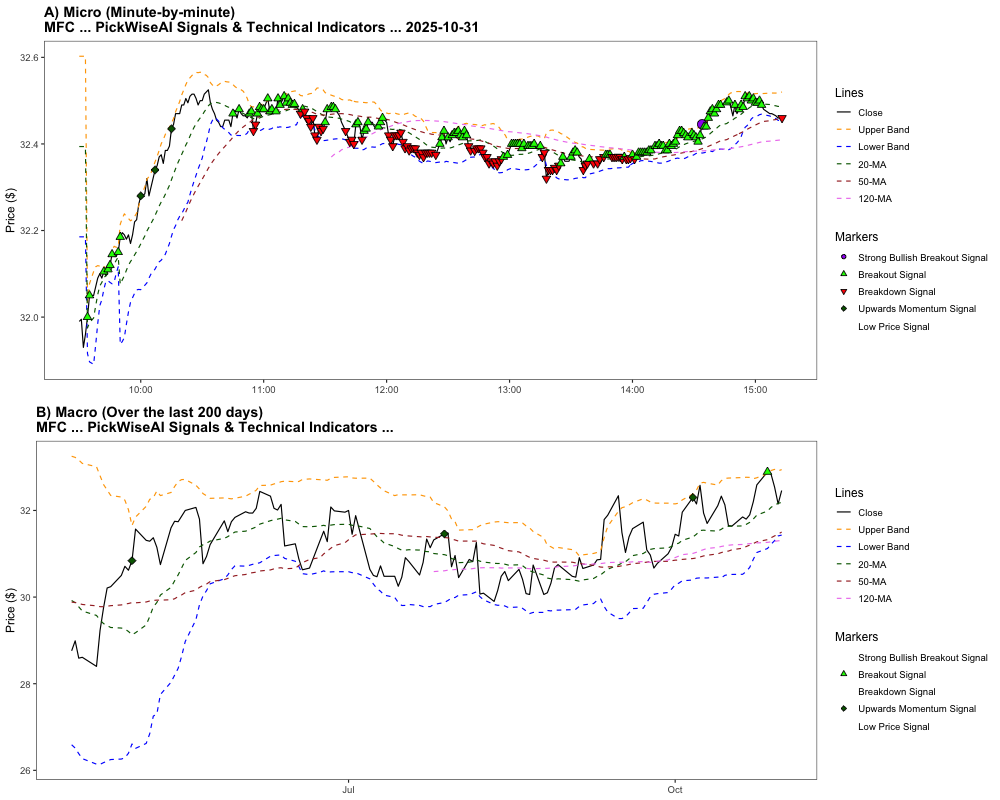 A) Micro (Minute-by-minute)
MFC ... PickWiseAI Signals & Technical Indicators ... 2025-10-31
Price ($)
32.6
32.4
32.2
32.0
10:00
11:00
12:00
13:00
14:00
15:00
Lines
Close
Upper Band
Lower Band
20-MA
50-MA
120-MA
Markers
Strong Bullish Breakout Signal
Breakout Signal
Breakdown Signal
Upwards Momentum Signal
Low Price Signal
B) Macro (Over the last 200 days)
MFC ... PickWiseAI Signals & Technical Indicators ...
Price ($)
32
30
28
26
Jul
Oct
Lines
Close
Upper Band
Lower Band
20-MA
50-MA
120-MA
Markers
Strong Bullish Breakout Signal
Breakout Signal
Breakdown Signal
Upwards Momentum Signal
Low Price Signal